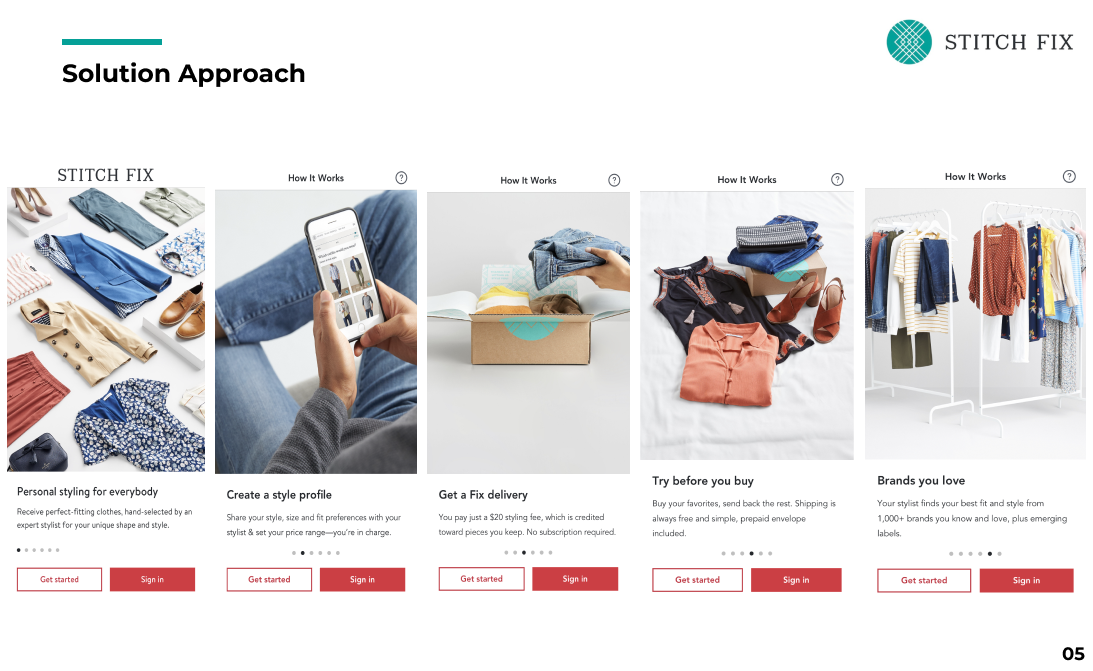 STITCH FIX
Solution Approach
STITCH FIX
Personal styling for everybody
Receive perfect-fitting clothes, hand-selected by an
expert stylist for your unique shape and style.
Get started
Sign in
How It Works
?
Create a style profile
Share your style, size and fit preferences with your
stylist & set your price range—you're in charge.
Get started
Sign in
How It Works
?
Get a Fix delivery
You pay just a $20 styling fee, which is credited
toward pieces you keep. No subscription required.
Get started
Sign in
How It Works
?
Try before you buy
Buy your favorites, send back the rest. Shipping is
always free and simple, prepaid envelope
included.
Get started
Sign in
How It Works
?
Brands you love
Your stylist finds your best fit and style from
1,000+ brands you know and love, plus emerging
labels.
Get started
Sign in
05